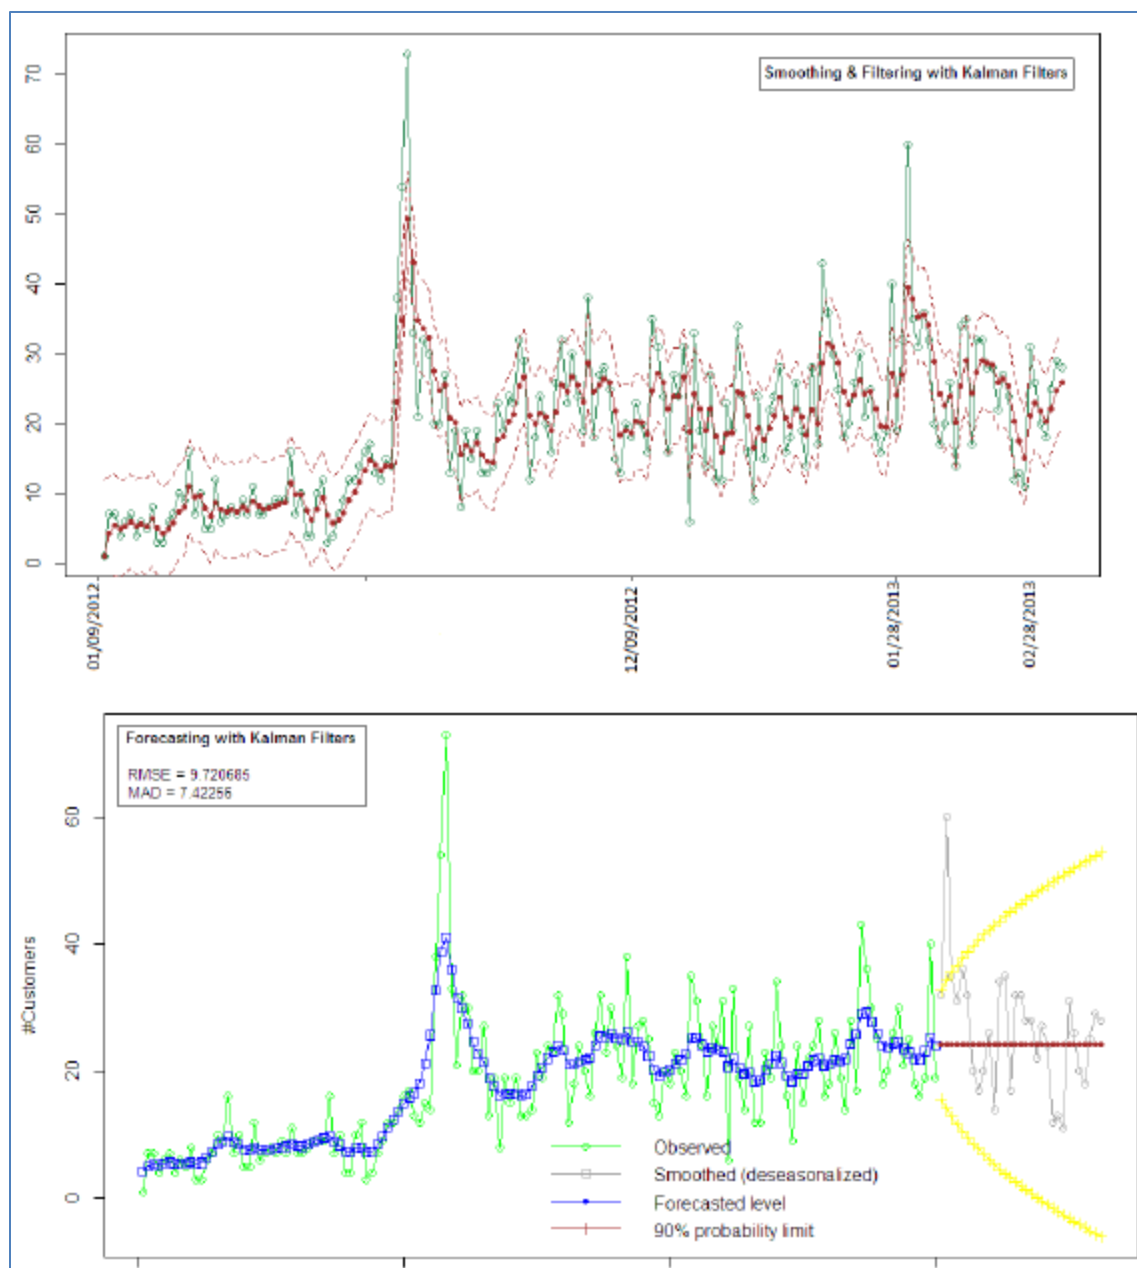 Smoothing & Filtering with Kalman Filters
70
60
50
40
30
20
10
0
01/09/2012
12/09/2012
01/28/2013
02/28/2013
Forecasting with Kalman Filters
RMSE = 9.720685
MAD = 7.42256
60
40
20
0
#Customers
Observed
Smoothed (deseasonalized)
Forecasted level
90% probability limit